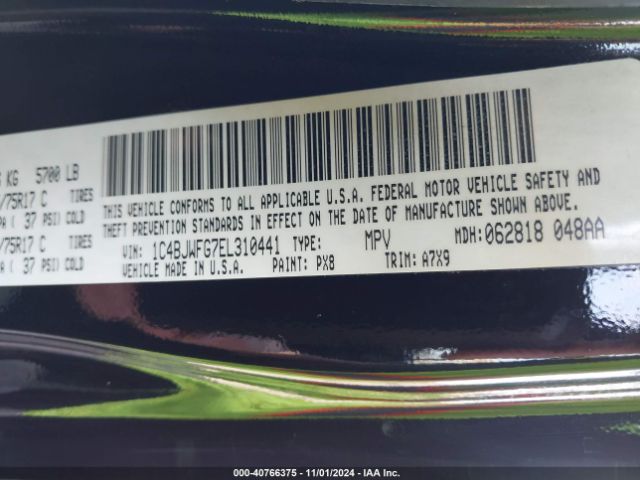 KG 5700 LB
/75R17 C TIRES
PA ( 37 PSI) COLD
/75R17 C TIRES
PA ( 37 PSI) COLD
THIS VEHICLE CONFORMS TO ALL APPLICABLE U.S.A. FEDERAL MOTOR VEHICLE SAFETY AND
THEFT PREVENTION STANDARDS IN EFFECT ON THE DATE OF MANUFACTURE SHOWN ABOVE.
VIN: 1C4BJWFG7EL310441 TYPE: MPV MDH: 062818 048AA
VEHICLE MADE IN U.S.A. PAINT: PX8 TRIM: A7X9
000-40766375 - 11/01/2024 - IAA Inc.